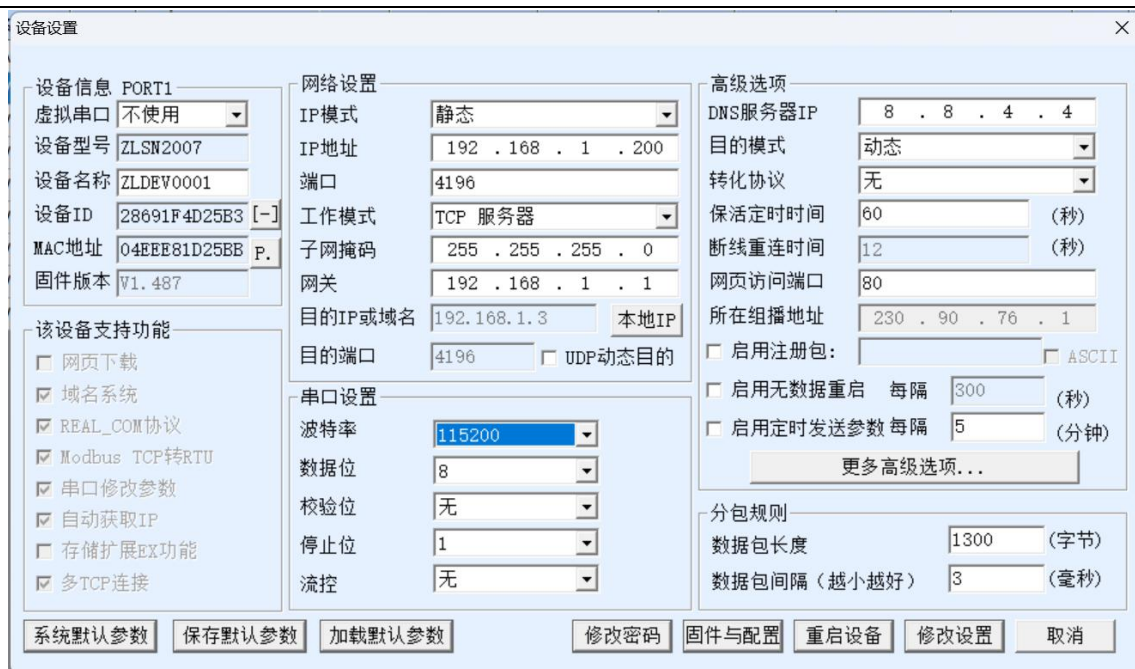 设备设置
设备信息 PORT1
虚拟串口 不使用
设备型号 ZLSN2007
设备名称 ZLDEV0001
设备ID 28691F4D25B3 [-]
MAC地址 04EEE81D25BB P.
固件版本 V1.487
该设备支持功能
网页下载
域名系统
REAL_COM协议
Modbus TCP转RTU
串口修改参数
自动获取IP
存储扩展EX功能
多TCP连接
网络设置
IP模式 静态
IP地址 192 . 168 . 1 . 200
端口 4196
工作模式 TCP 服务器
子网掩码 255 . 255 . 255 . 0
网关 192 . 168 . 1 . 1
目的IP或域名 192.168.1.3 本地IP
目的端口 4196 UDP动态目的
串口设置
波特率 115200
数据位 8
校验位 无
停止位 1
流控 无
高级选项
DNS服务器IP 8 . 8 . 4 . 4
目的模式 动态
转化协议 无
保活定时时间 60 (秒)
断线重连时间 12 (秒)
网页访问端口 80
所在组播地址 230 . 90 . 76 . 1
启用注册包: ASCII
启用无数据重启 每隔 300 (秒)
启用定时发送参数 每隔 5 (分钟)
更多高级选项...
分包规则
数据包长度 1300 (字节)
数据包间隔（越小越好） 3 (毫秒)
系统默认参数 保存默认参数 加载默认参数 修改密码 固件与配置 重启设备 修改设置 取消